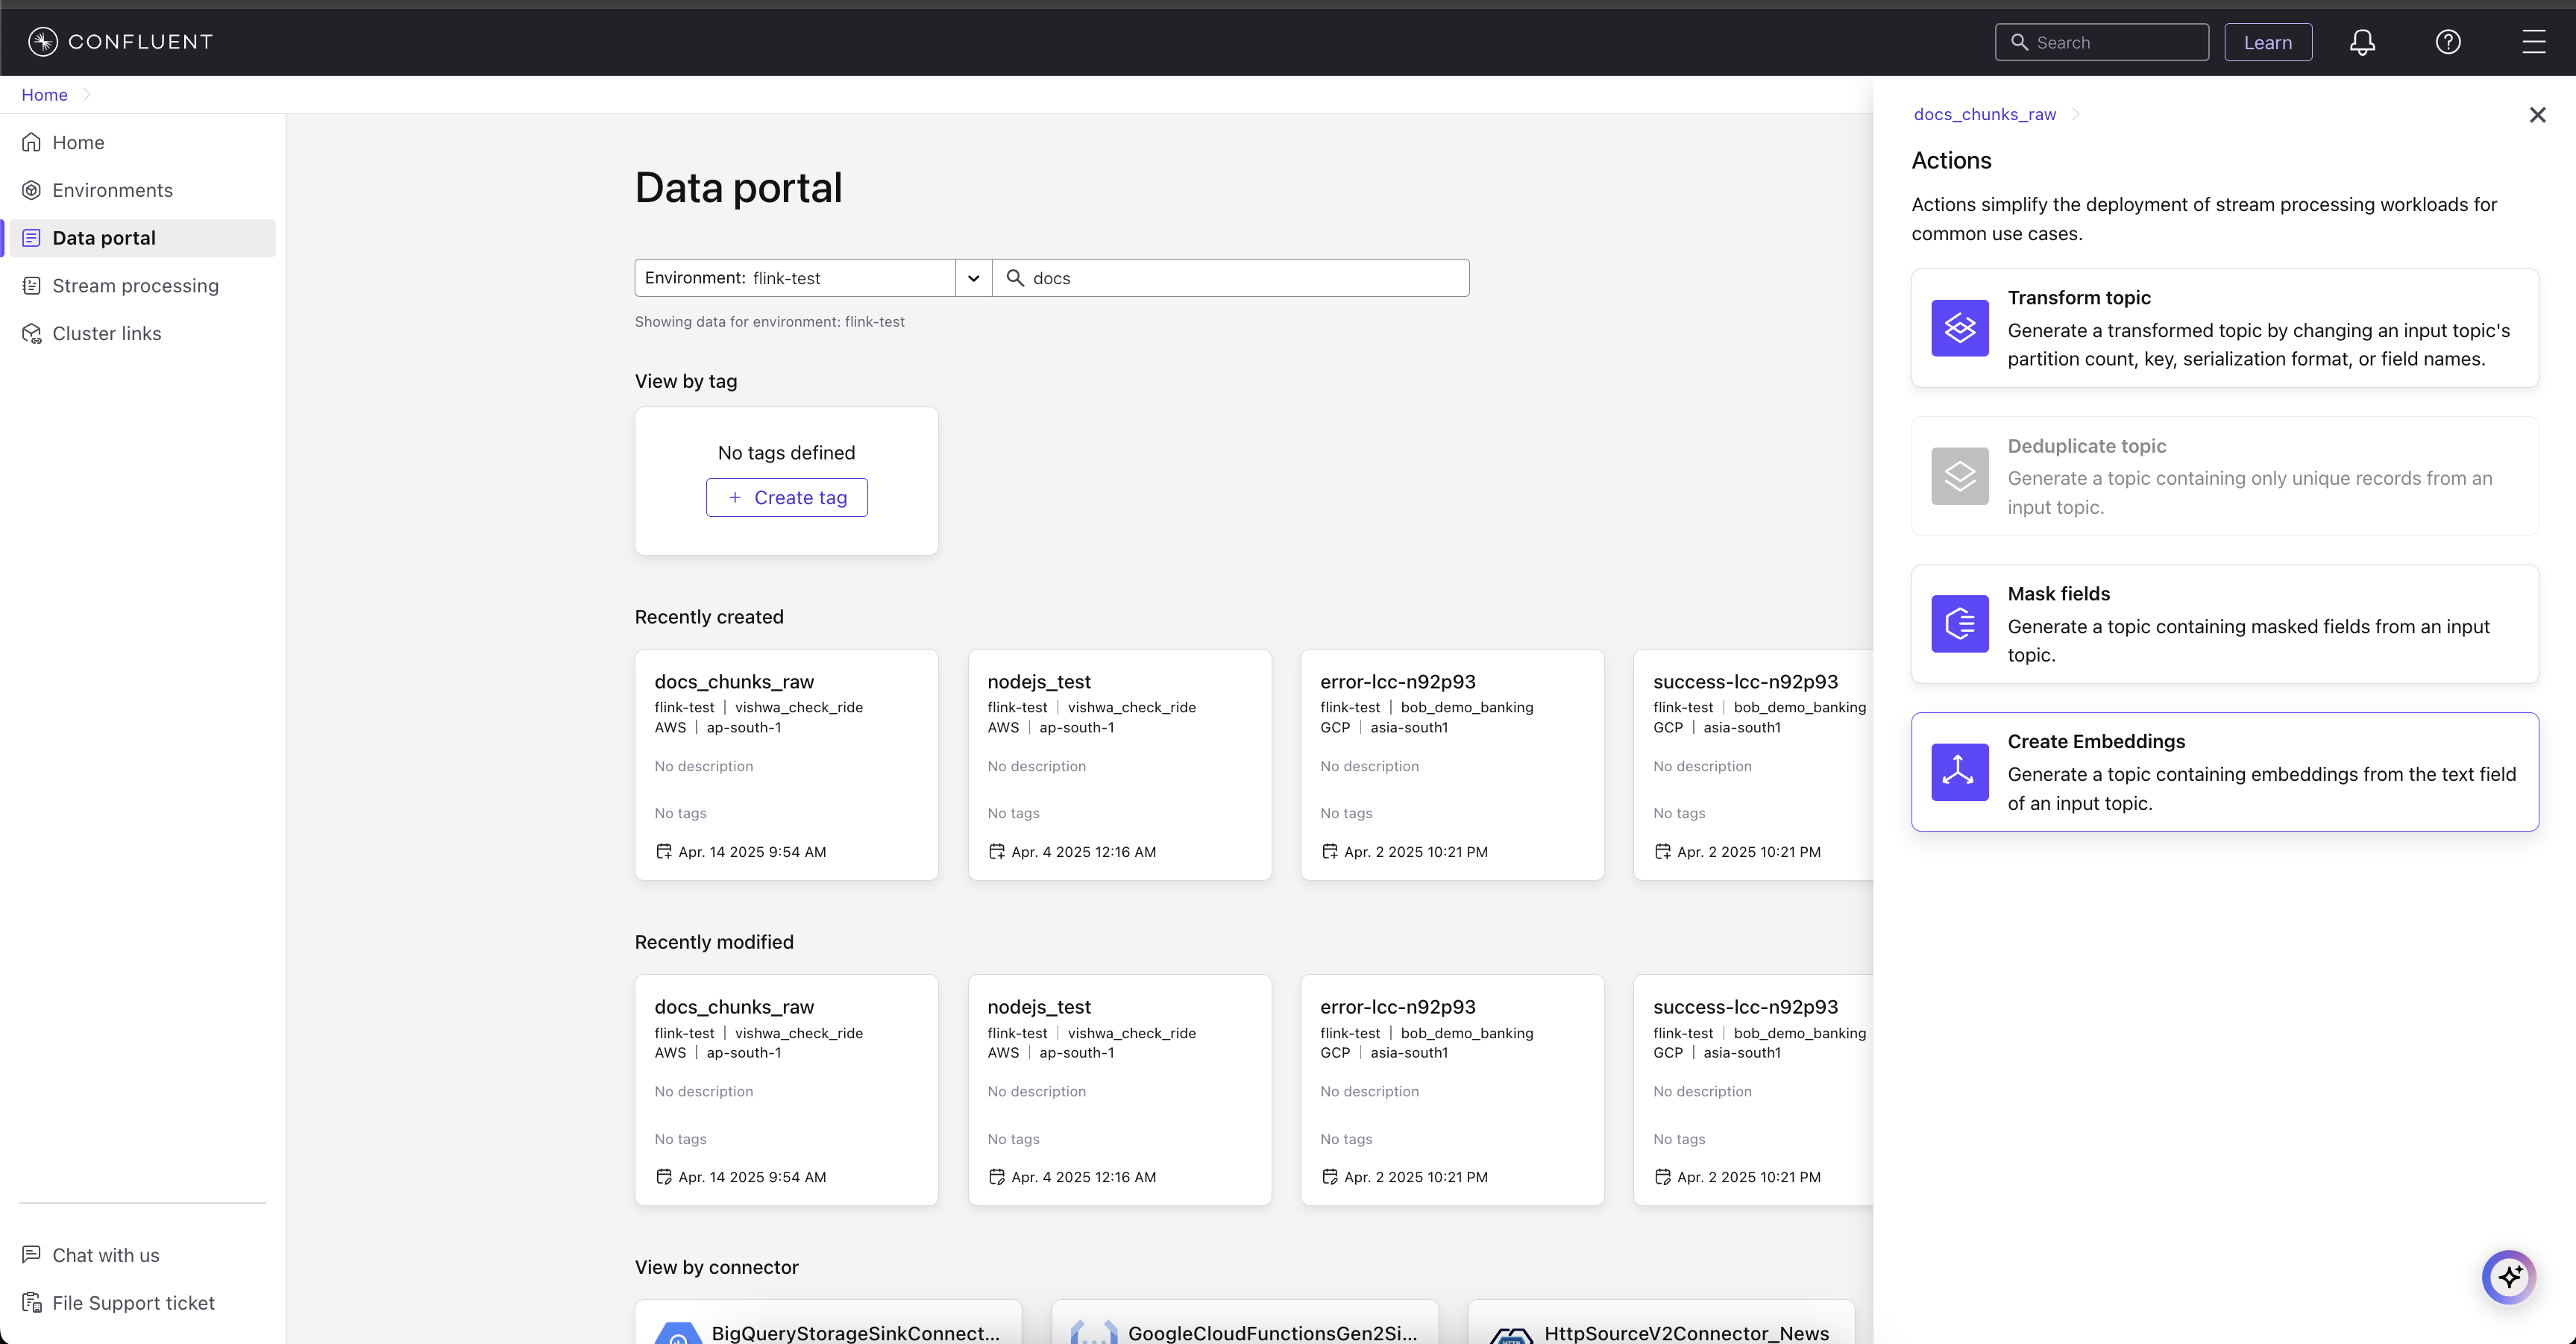 CONFLUENT
Search
Learn
Home
Home
Environments
Data portal
Stream processing
Cluster links
Chat with us
File Support ticket
Data portal
Environment: flink-test
docs
Showing data for environment: flink-test
View by tag
No tags defined
+ Create tag
Recently created
docs_chunks_raw
flink-test | vishwa_check_ride
AWS | ap-south-1
No description
No tags
Apr. 14 2025 9:54 AM
nodejs_test
flink-test | vishwa_check_ride
AWS | ap-south-1
No description
No tags
Apr. 4 2025 12:16 AM
error-lcc-n92p93
flink-test | bob_demo_banking
GCP | asia-south1
No description
No tags
Apr. 2 2025 10:21 PM
success-lcc-n92p93
flink-test | bob_demo_banking
GCP | asia-south1
No description
No tags
Apr. 2 2025 10:21 PM
Recently modified
docs_chunks_raw
flink-test | vishwa_check_ride
AWS | ap-south-1
No description
No tags
Apr. 14 2025 9:54 AM
nodejs_test
flink-test | vishwa_check_ride
AWS | ap-south-1
No description
No tags
Apr. 4 2025 12:16 AM
error-lcc-n92p93
flink-test | bob_demo_banking
GCP | asia-south1
No description
No tags
Apr. 2 2025 10:21 PM
success-lcc-n92p93
flink-test | bob_demo_banking
GCP | asia-south1
No description
No tags
Apr. 2 2025 10:21 PM
View by connector
BigQueryStorageSinkConnect...
GoogleCloudFunctionsGen2Si...
HTTP
HttpSourceV2Connector_News
docs_chunks_raw
Actions
Actions simplify the deployment of stream processing workloads for
common use cases.
Transform topic
Generate a transformed topic by changing an input topic's
partition count, key, serialization format, or field names.
Deduplicate topic
Generate a topic containing only unique records from an
input topic.
Mask fields
Generate a topic containing masked fields from an input
topic.
Create Embeddings
Generate a topic containing embeddings from the text field
of an input topic.